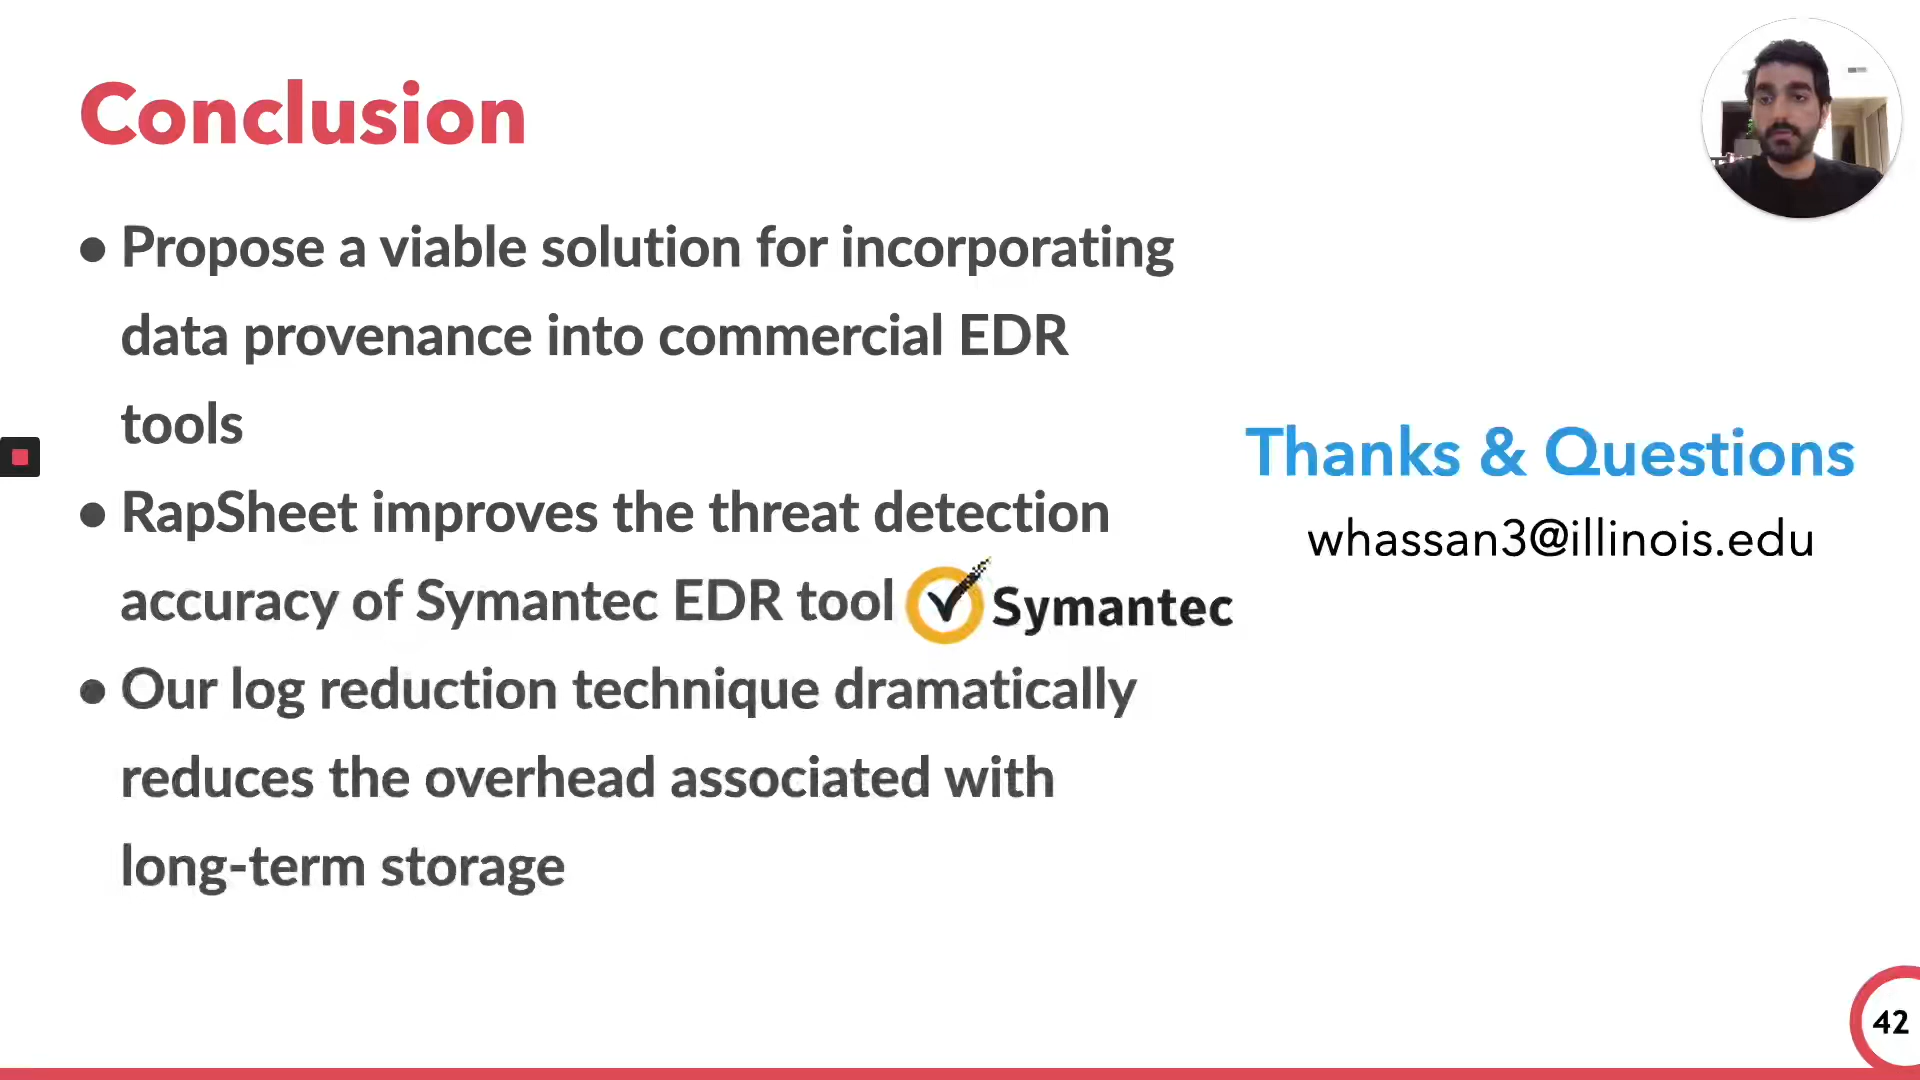 Conclusion
• Propose a viable solution for incorporating
data provenance into commercial EDR
tools
• RapSheet improves the threat detection
accuracy of Symantec EDR tool
Symantec
• Our log reduction technique dramatically
reduces the overhead associated with
long-term storage
Thanks & Questions
whassan3@illinois.edu
42